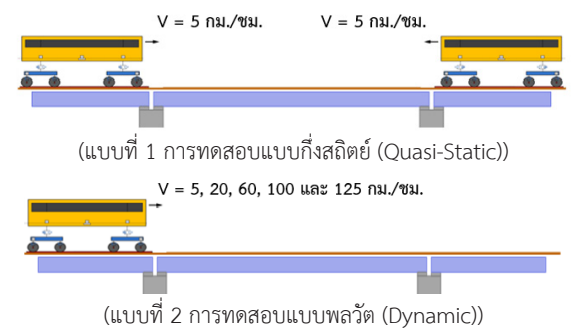 V = 5 กม./ชม. V = 5 กม./ชม.
(แบบที่ 1 การทดสอบแบบกึ่งสถิตย์ (Quasi-Static))
V = 5, 20, 60, 100 และ 125 กม./ชม.
(แบบที่ 2 การทดสอบแบบพลวัต (Dynamic))